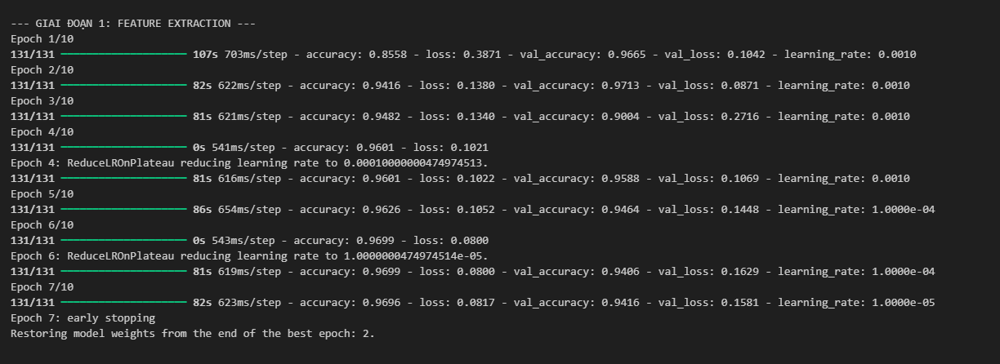 --- GIAI ĐOẠN 1: FEATURE EXTRACTION ---
Epoch 1/10
131/131 ━━━━━━━━━━━━━━━━━━━━ 107s 703ms/step - accuracy: 0.8558 - loss: 0.3871 - val_accuracy: 0.9665 - val_loss: 0.1042 - learning_rate: 0.0010
Epoch 2/10
131/131 ━━━━━━━━━━━━━━━━━━━━ 82s 622ms/step - accuracy: 0.9416 - loss: 0.1380 - val_accuracy: 0.9713 - val_loss: 0.0871 - learning_rate: 0.0010
Epoch 3/10
131/131 ━━━━━━━━━━━━━━━━━━━━ 81s 621ms/step - accuracy: 0.9482 - loss: 0.1340 - val_accuracy: 0.9004 - val_loss: 0.2716 - learning_rate: 0.0010
Epoch 4/10
131/131 ━━━━━━━━━━━━━━━━━━━━ 0s 541ms/step - accuracy: 0.9601 - loss: 0.1021
Epoch 4: ReduceLROnPlateau reducing learning rate to 0.00010000000474974513.
131/131 ━━━━━━━━━━━━━━━━━━━━ 81s 616ms/step - accuracy: 0.9601 - loss: 0.1022 - val_accuracy: 0.9588 - val_loss: 0.1069 - learning_rate: 0.0010
Epoch 5/10
131/131 ━━━━━━━━━━━━━━━━━━━━ 86s 654ms/step - accuracy: 0.9626 - loss: 0.1052 - val_accuracy: 0.9464 - val_loss: 0.1448 - learning_rate: 1.0000e-04
Epoch 6/10
131/131 ━━━━━━━━━━━━━━━━━━━━ 0s 543ms/step - accuracy: 0.9699 - loss: 0.0800
Epoch 6: ReduceLROnPlateau reducing learning rate to 1.0000000474974514e-05.
131/131 ━━━━━━━━━━━━━━━━━━━━ 81s 619ms/step - accuracy: 0.9699 - loss: 0.0800 - val_accuracy: 0.9406 - val_loss: 0.1629 - learning_rate: 1.0000e-04
Epoch 7/10
131/131 ━━━━━━━━━━━━━━━━━━━━ 82s 623ms/step - accuracy: 0.9696 - loss: 0.0817 - val_accuracy: 0.9416 - val_loss: 0.1581 - learning_rate: 1.0000e-05
Epoch 7: early stopping
Restoring model weights from the end of the best epoch: 2.